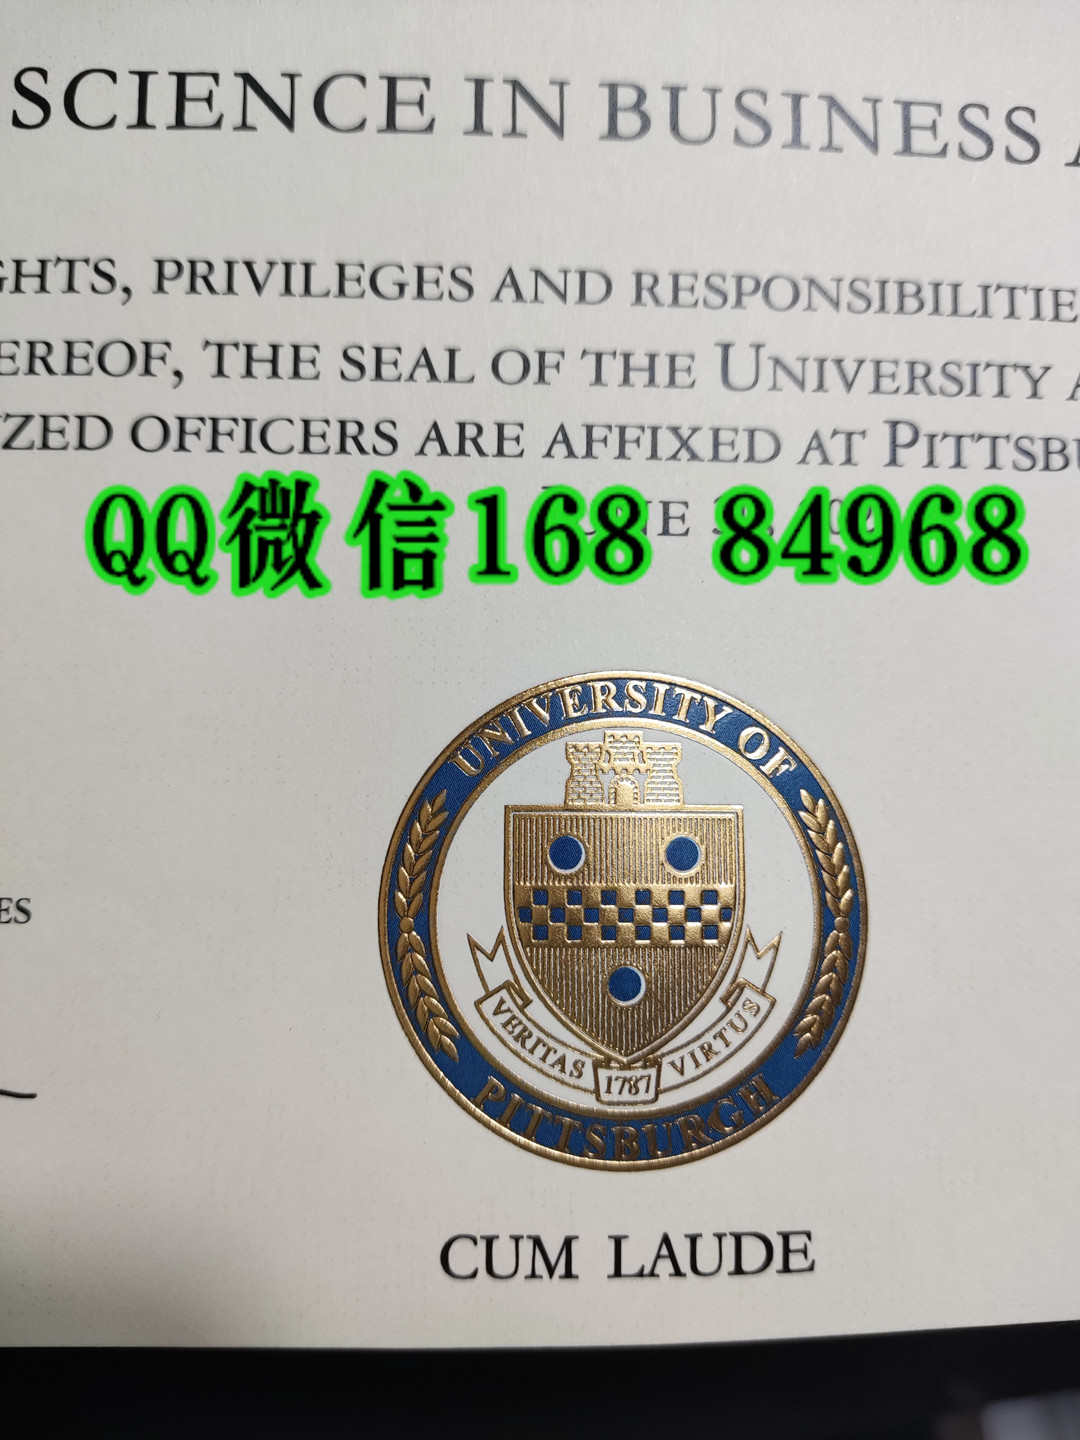 SCIENCE IN BUSINESS A
GHTS, PRIVILEGES AND RESPONSIBILITIE
EREOF, THE SEAL OF THE UNIVERSITY A
ZED OFFICERS ARE AFFIXED AT PITTSBU
QQ微信168 84968
UNIVERSITY OF
ES
VERITAS 1787 VIRTUS
PITTSBURGH
CUM LAUDE